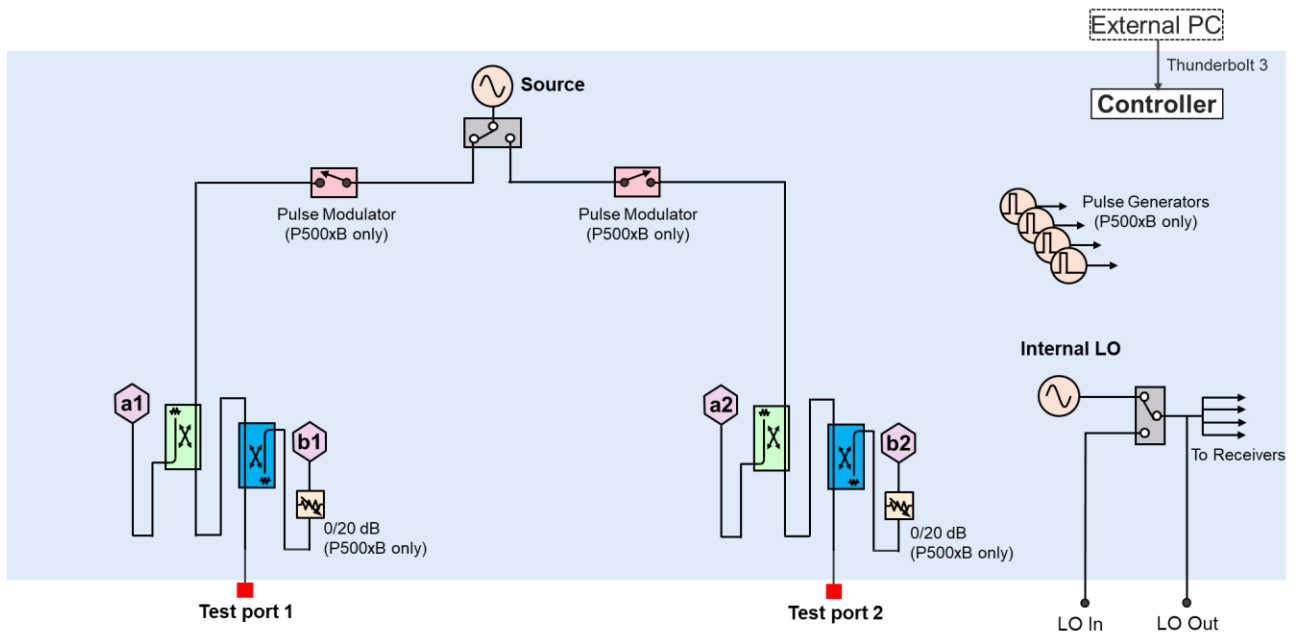 External PC
Thunderbolt 3
Controller
Source
Pulse Modulator
(P500xB only)
Pulse Modulator
(P500xB only)
Pulse Generators
(P500xB only)
Internal LO
a1
b1
a2
b2
To Receivers
0/20 dB
(P500xB only)
0/20 dB
(P500xB only)
Test port 1
Test port 2
LO In
LO Out